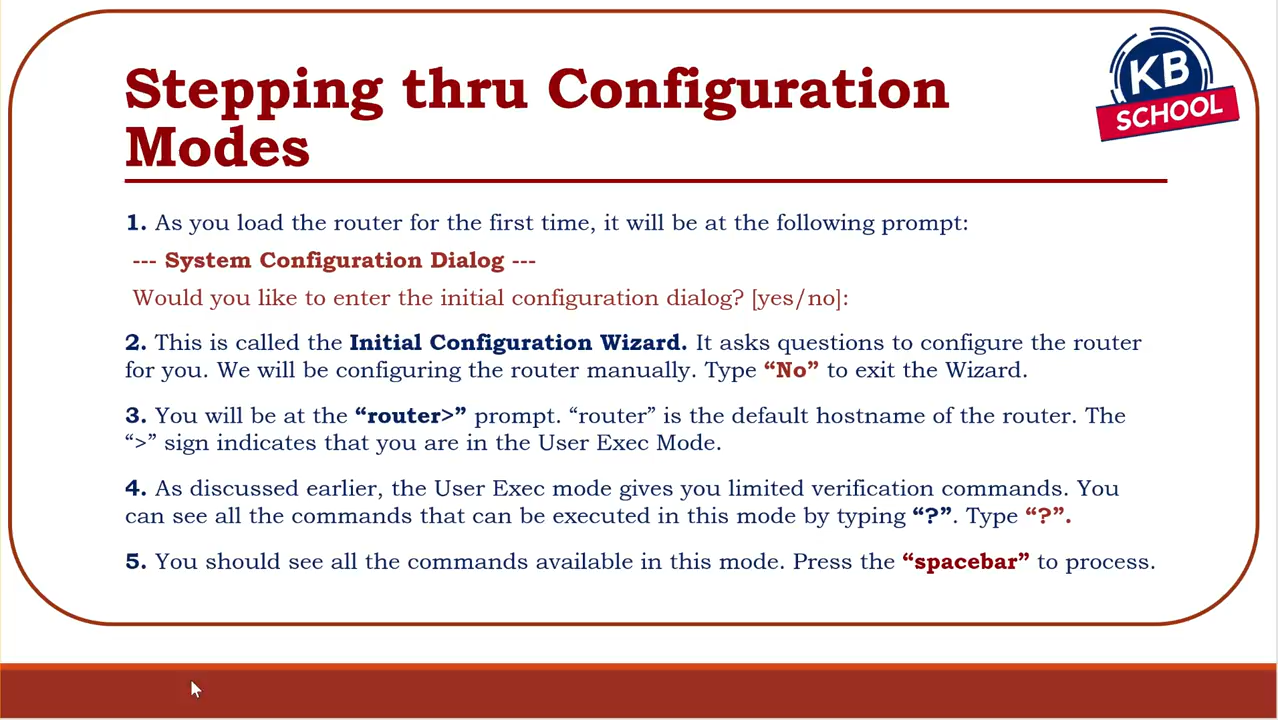 Stepping thru Configuration
Modes
KB
SCHOOL
1. As you load the router for the first time, it will be at the following prompt:
--- System Configuration Dialog ---
Would you like to enter the initial configuration dialog? [yes/no]:
2. This is called the Initial Configuration Wizard. It asks questions to configure the router
for you. We will be configuring the router manually. Type “No” to exit the Wizard.
3. You will be at the “router>” prompt. “router” is the default hostname of the router. The
“>” sign indicates that you are in the User Exec Mode.
4. As discussed earlier, the User Exec mode gives you limited verification commands. You
can see all the commands that can be executed in this mode by typing “?”. Type “?”.
5. You should see all the commands available in this mode. Press the “spacebar” to process.